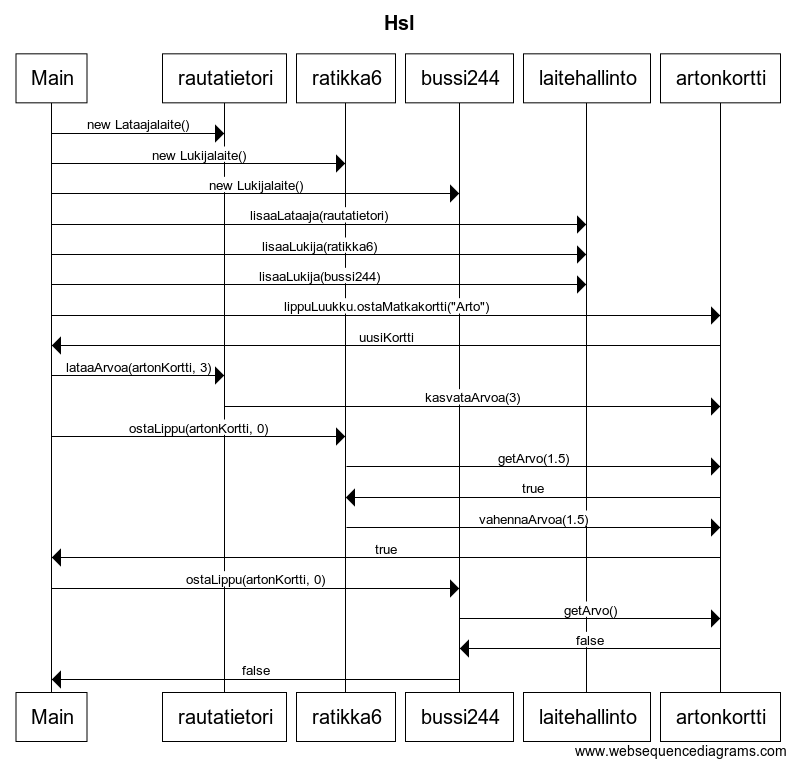 Hsl
Main rautatietori ratikka6 bussi244 laitehallinto artonkortti
new Lataajalaite()
new Lukijalaite()
new Lukijalaite()
lisaaLataaja(rautatietori)
lisaaLukija(ratikka6)
lisaaLukija(bussi244)
lippuLuukku.ostaMatkakortti("Arto")
uusiKortti
lataaArvoa(artonKortti, 3)
kasvataArvoa(3)
ostaLippu(artonKortti, 0)
getArvo(1.5)
true
vahennaArvoa(1.5)
true
ostaLippu(artonKortti, 0)
getArvo()
false
false
Main rautatietori ratikka6 bussi244 laitehallinto artonkortti
www.websequencediagrams.com